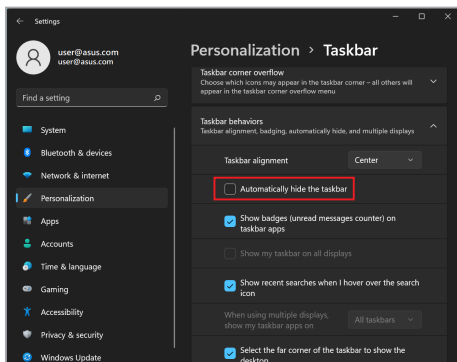 Settings
user@asus.com
user@asus.com
Find a setting
System
Bluetooth & devices
Network & internet
Personalization
Apps
Accounts
Time & language
Gaming
Accessibility
Privacy & security
Windows Update
Personalization > Taskbar
Taskbar corner overflow
Choose which icons may appear in the taskbar corner – all others will
appear in the taskbar corner overflow menu
Taskbar behaviors
Taskbar alignment, badging, automatically hide, and multiple displays
Taskbar alignment
Center
Automatically hide the taskbar
Show badges (unread messages counter) on
taskbar apps
Show my taskbar on all displays
Show recent searches when I hover over the search
icon
When using multiple displays,
show my taskbar apps on
All taskbars
Select the far corner of the taskbar to show the
desktop